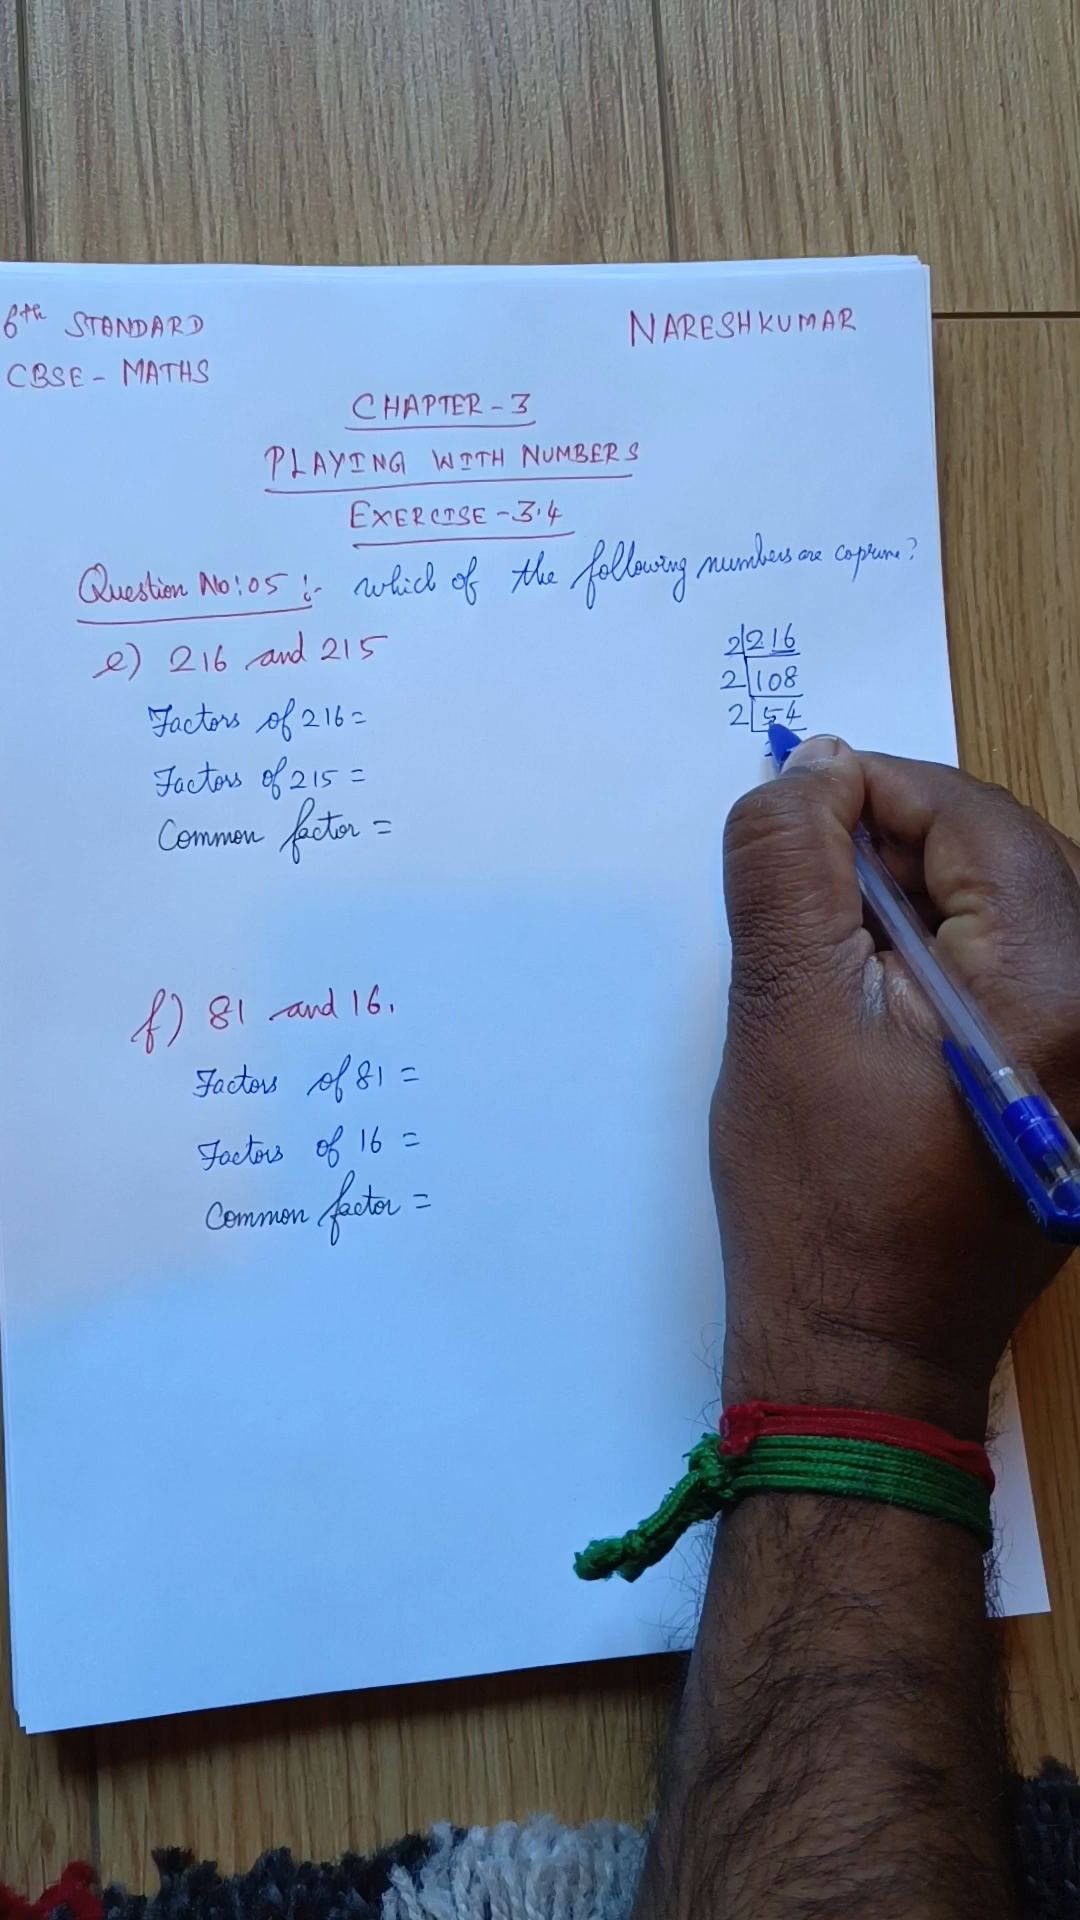 6th STANDARD
NARESHKUMAR
CBSE - MATHS
CHAPTER - 3
PLAYING WITH NUMBERS
EXERCISE - 3.4
Question No: 05 :- which of the following numbers are coprime?
e) 216 and 215
Factors of 216 =
Factors of 215 =
Common factor =
2 216
2 108
2 54
f) 81 and 16.
Factors of 81 =
Factors of 16 =
Common factor =